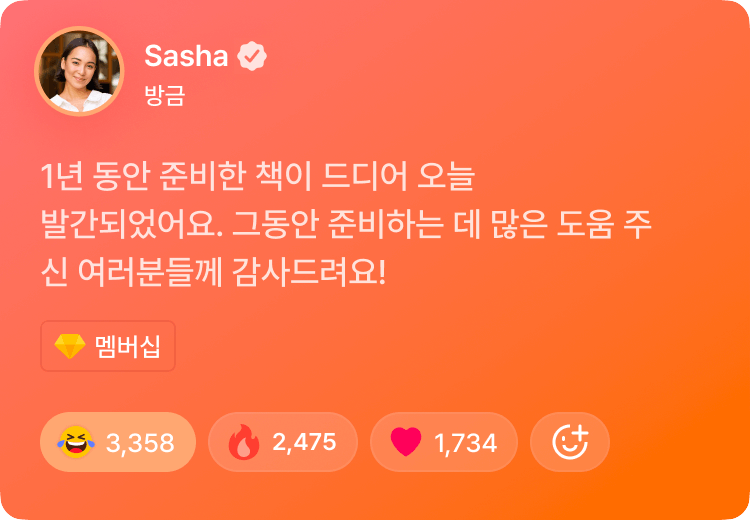 Sasha
방금
1년 동안 준비한 책이 드디어 오늘
발간되었어요. 그동안 준비하는 데 많은 도움 주
신 여러분들께 감사드려요!
멤버십
3,358 2,475 1,734